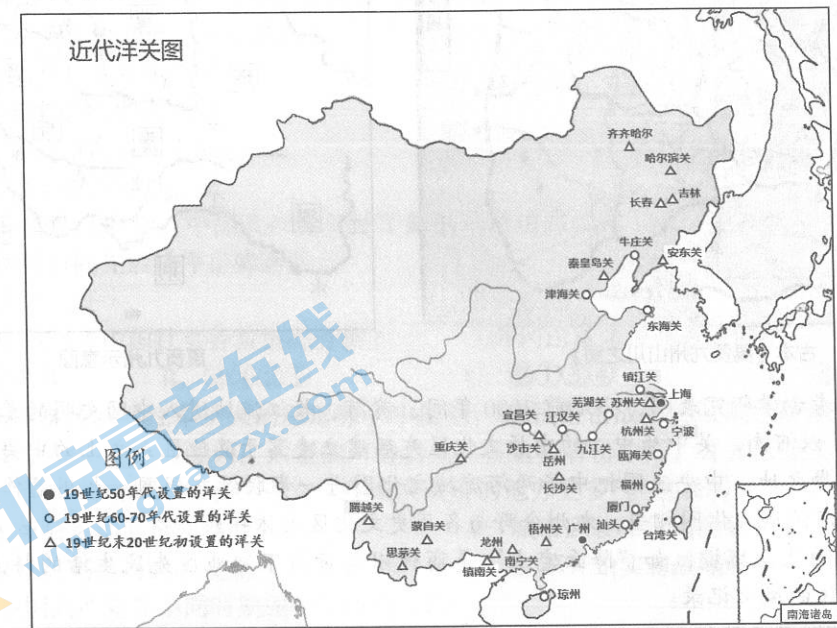 近代洋关图
齐齐哈尔
哈尔滨关
吉林
长春
牛庄关
安东关
秦皇岛关
津海关
东海关
镇江关
芜湖关
苏州关
上海
宜昌关
江汉关
杭州关
宁波
重庆关
沙市关
岳州
九江关
瓯海关
长沙关
福州
腾越关
蒙自关
思茅关
龙州
镇南关
南宁关
梧州关
广州
汕头
厦门
台湾关
琼州
图例
19世纪50年代设置的洋关
19世纪60-70年代设置的洋关
19世纪末20世纪初设置的洋关
南海诸岛
北京高考在线
www.gkaozx.com